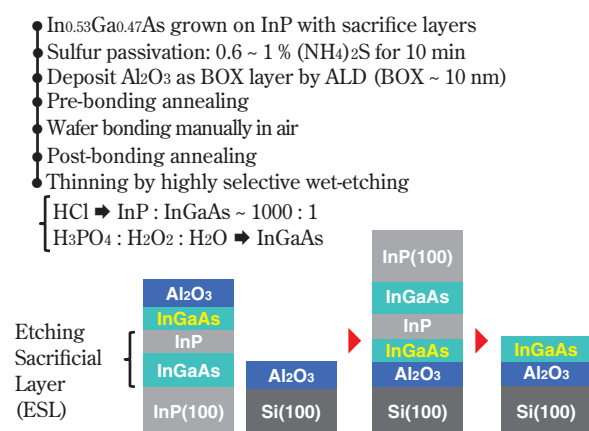 In0.53Ga0.47As grown on InP with sacrifice layers
Sulfur passivation: 0.6 ~ 1 % (NH4)2S for 10 min
Deposit Al2O3 as BOX layer by ALD (BOX ~ 10 nm)
Pre-bonding annealing
Wafer bonding manually in air
Post-bonding annealing
Thinning by highly selective wet-etching
HCl ➡ InP : InGaAs ~ 1000 : 1
H3PO4 : H2O2 : H2O ➡ InGaAs
Etching
Sacrificial
Layer
(ESL)
Al2O3
InGaAs
InP
InGaAs
InP(100)
Al2O3
Si(100)
InP(100)
InGaAs
InP
InGaAs
Al2O3
Si(100)
InGaAs
Al2O3
Si(100)